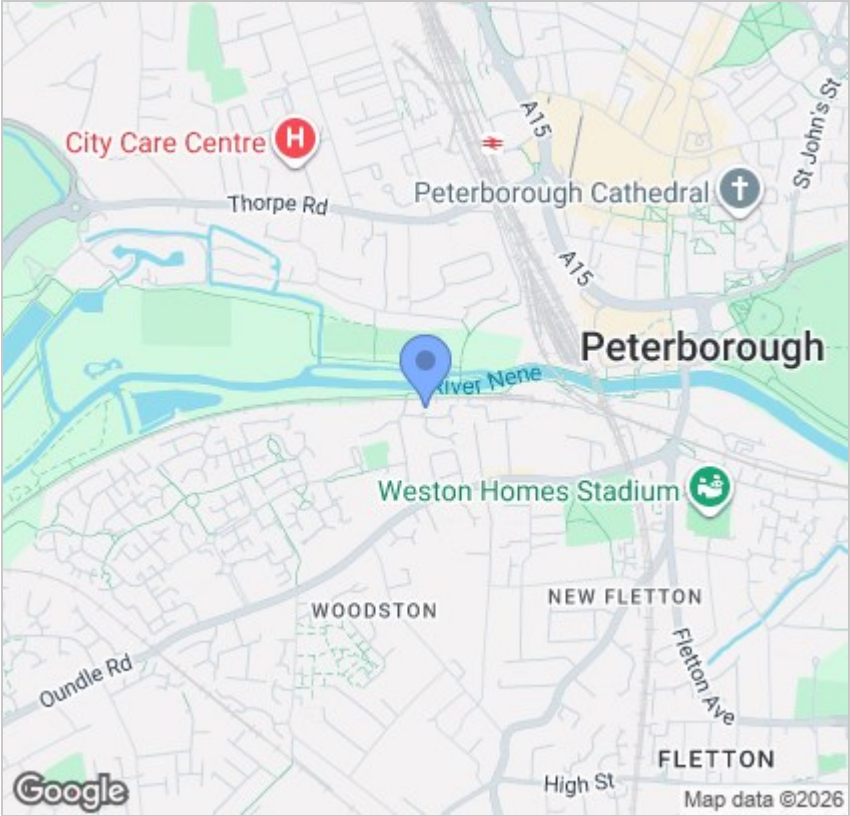 A15
St John's St
City Care Centre
H
Peterborough Cathedral
Thorpe Rd
A15
Peterborough
River Nene
Weston Homes Stadium
WOODSTON
NEW FLETTON
Oundle Rd
Fletton Ave
FLETTON
High St
Google
Map data ©2026